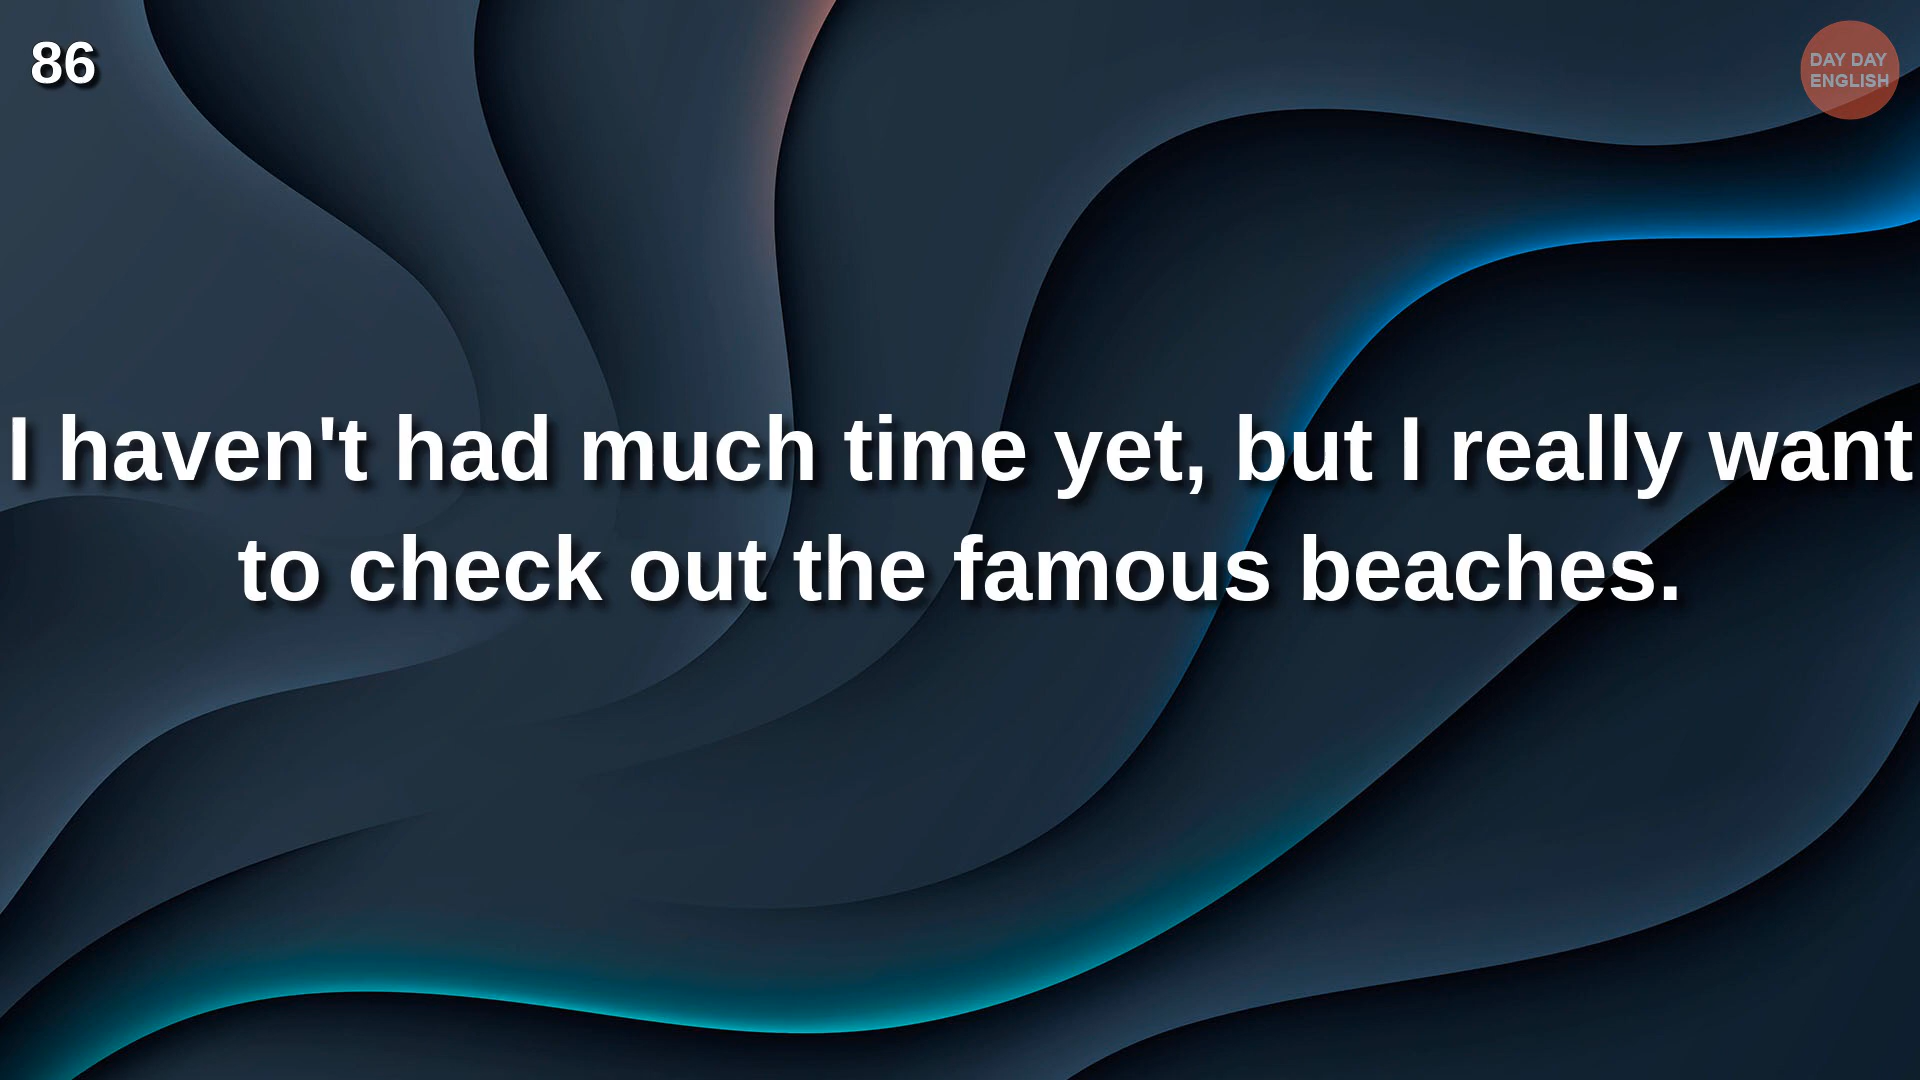 86
DAY DAY
ENGLISH
I haven't had much time yet, but I really want
to check out the famous beaches.